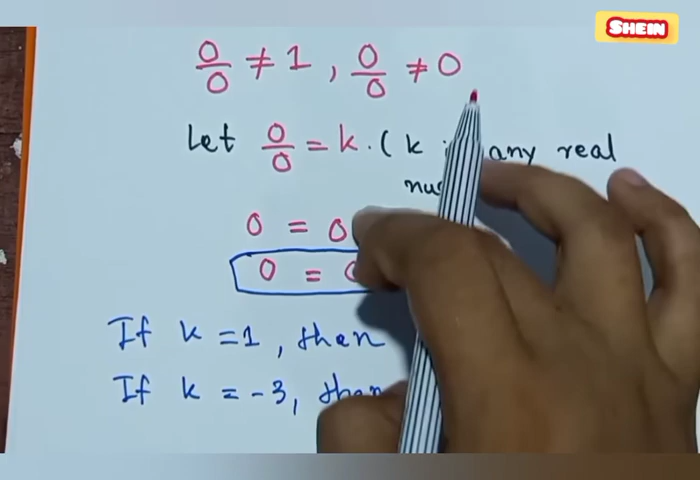 SHEIN
0/0 ≠ 1, 0/0 ≠ 0
Let 0/0 = k. (k any real
0 = 0
0 = 0
If k = 1, then
If k = -3, then